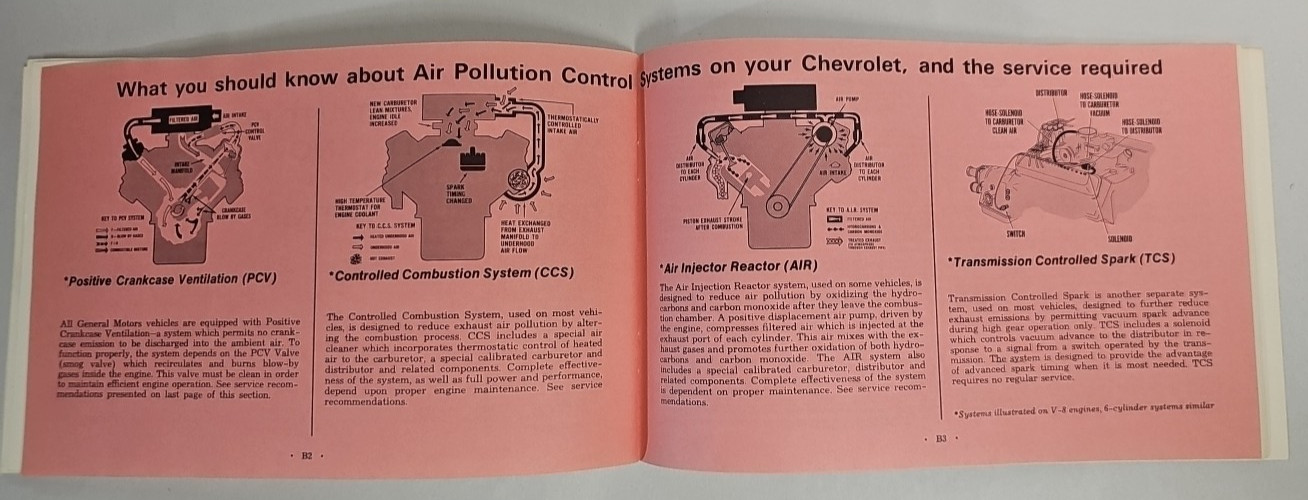 What you should know about Air Pollution Control Systems on your Chevrolet, and the service required
FILTERED AIR
AIR INTAKE
PCV
CONTROL
VALVE
INTAKE
MANIFOLD
CRANKCASE
BLOW BY GASES
KEY TO PCV SYSTEM
COMBUSTIBLE MIXTURE
*Positive Crankcase Ventilation (PCV)
All General Motors vehicles are equipped with Positive
Crankcase Ventilation—a system which permits no crank-
case emission to be discharged into the ambient air. To
function properly, the system depends on the PCV Valve
(smog valve) which recirculates and burns blow-by
gases inside the engine. This valve must be clean in order
to maintain efficient engine operation. See service recom-
mendations presented on last page of this section.
NEW CARBURETOR
LEAN MIXTURES,
ENGINE IDLE
INCREASED
THERMOSTATICALLY
CONTROLLED
INTAKE AIR
SPARK
TIMING
CHANGED
HIGH TEMPERATURE
THERMOSTAT FOR
ENGINE COOLANT
KEY TO C.C.S. SYSTEM
HEATED UNDERHOOD AIR
UNDERHOOD AIR
HOT EXHAUST
HEAT EXCHANGED
FROM EXHAUST
MANIFOLD TO
UNDERHOOD
AIR FLOW
*Controlled Combustion System (CCS)
The Controlled Combustion System, used on most vehi-
cles, is designed to reduce exhaust air pollution by alter-
ing the combustion process. CCS includes a special air
cleaner which incorporates thermostatic control of heated
air to the carburetor, a special calibrated carburetor and
distributor and related components. Complete effective-
ness of the system, as well as full power and performance,
depend upon proper engine maintenance. See service
recommendations.
· B2 ·
AIR PUMP
AIR
DISTRIBUTOR
TO EACH
CYLINDER
AIR INTAKE
AIR
DISTRIBUTOR
TO EACH
CYLINDER
PISTON EXHAUST STROKE
AFTER COMBUSTION
KEY TO A.I.R. SYSTEM
FILTERED AIR
HYDROCARBONS &
CARBON MONOXIDE
TREATED EXHAUST
*Air Injector Reactor (AIR)
The Air Injection Reactor system, used on some vehicles, is
designed to reduce air pollution by oxidizing the hydro-
carbons and carbon monoxide after they leave the combus-
tion chamber. A positive displacement air pump, driven by
the engine, compresses filtered air which is injected at the
exhaust port of each cylinder. This air mixes with the ex-
haust gases and promotes further oxidation of both hydro-
carbons and carbon monoxide. The AIR system also
includes a special calibrated carburetor, distributor and
related components. Complete effectiveness of the system
is dependent on proper maintenance. See service recom-
mendations.
DISTRIBUTOR
HOSE-SOLENOID
TO CARBURETOR
VACUUM
HOSE-SOLENOID
TO CARBURETOR
CLEAN AIR
HOSE-SOLENOID
TO DISTRIBUTOR
SWITCH
SOLENOID
*Transmission Controlled Spark (TCS)
Transmission Controlled Spark is another separate sys-
tem, used on most vehicles, designed to further reduce
exhaust emissions by permitting vacuum spark advance
during high gear operation only. TCS includes a solenoid
which controls vacuum advance to the distributor in re-
sponse to a signal from a switch operated by the trans-
mission. The system is designed to provide the advantage
of advanced spark timing when it is most needed. TCS
requires no regular service.
*Systems illustrated on V-8 engines, 6-cylinder systems similar
· B3 ·